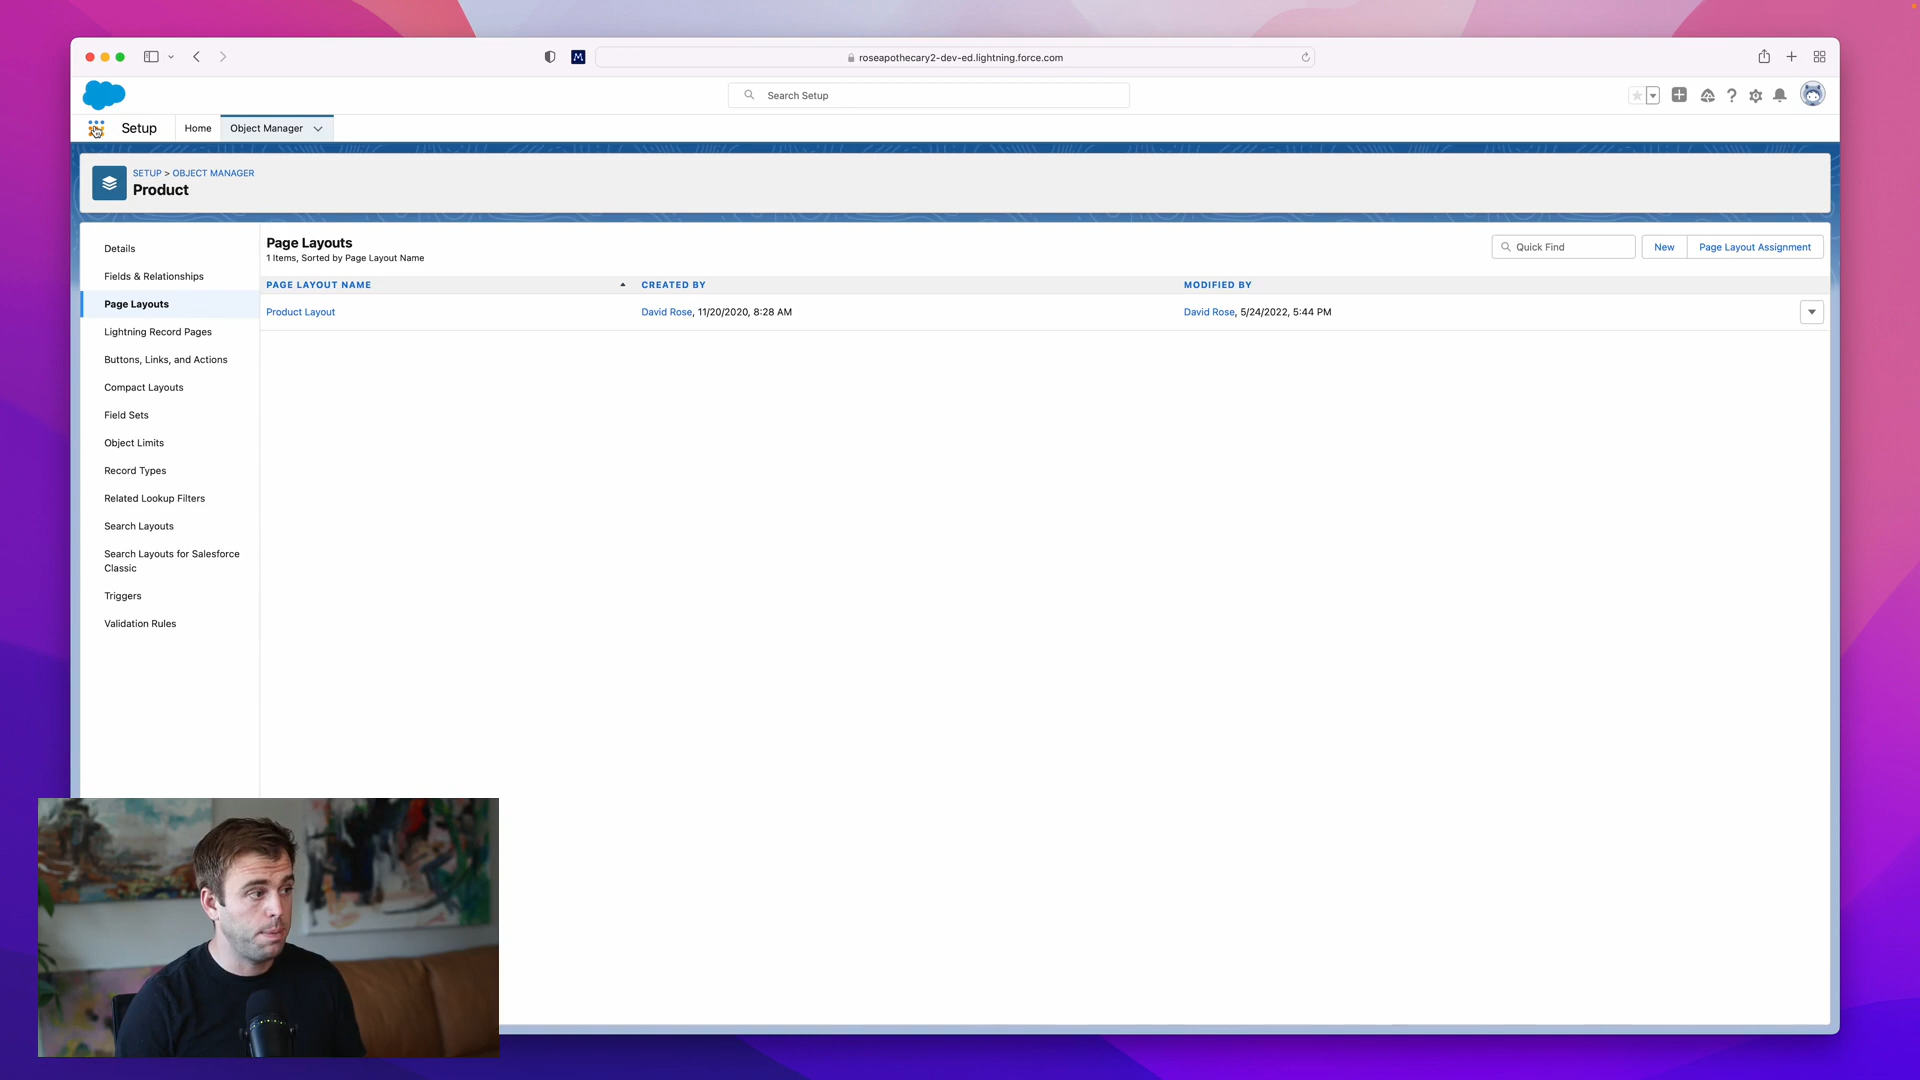 M
roseapothecary2-dev-ed.lightning.force.com
Search Setup
Setup
Home
Object Manager
SETUP > OBJECT MANAGER
Product
Details
Fields & Relationships
Page Layouts
Lightning Record Pages
Buttons, Links, and Actions
Compact Layouts
Field Sets
Object Limits
Record Types
Related Lookup Filters
Search Layouts
Search Layouts for Salesforce
Classic
Triggers
Validation Rules
Page Layouts
1 Items, Sorted by Page Layout Name
Quick Find
New
Page Layout Assignment
PAGE LAYOUT NAME CREATED BY MODIFIED BY
Product Layout David Rose, 11/20/2020, 8:28 AM David Rose, 5/24/2022, 5:44 PM